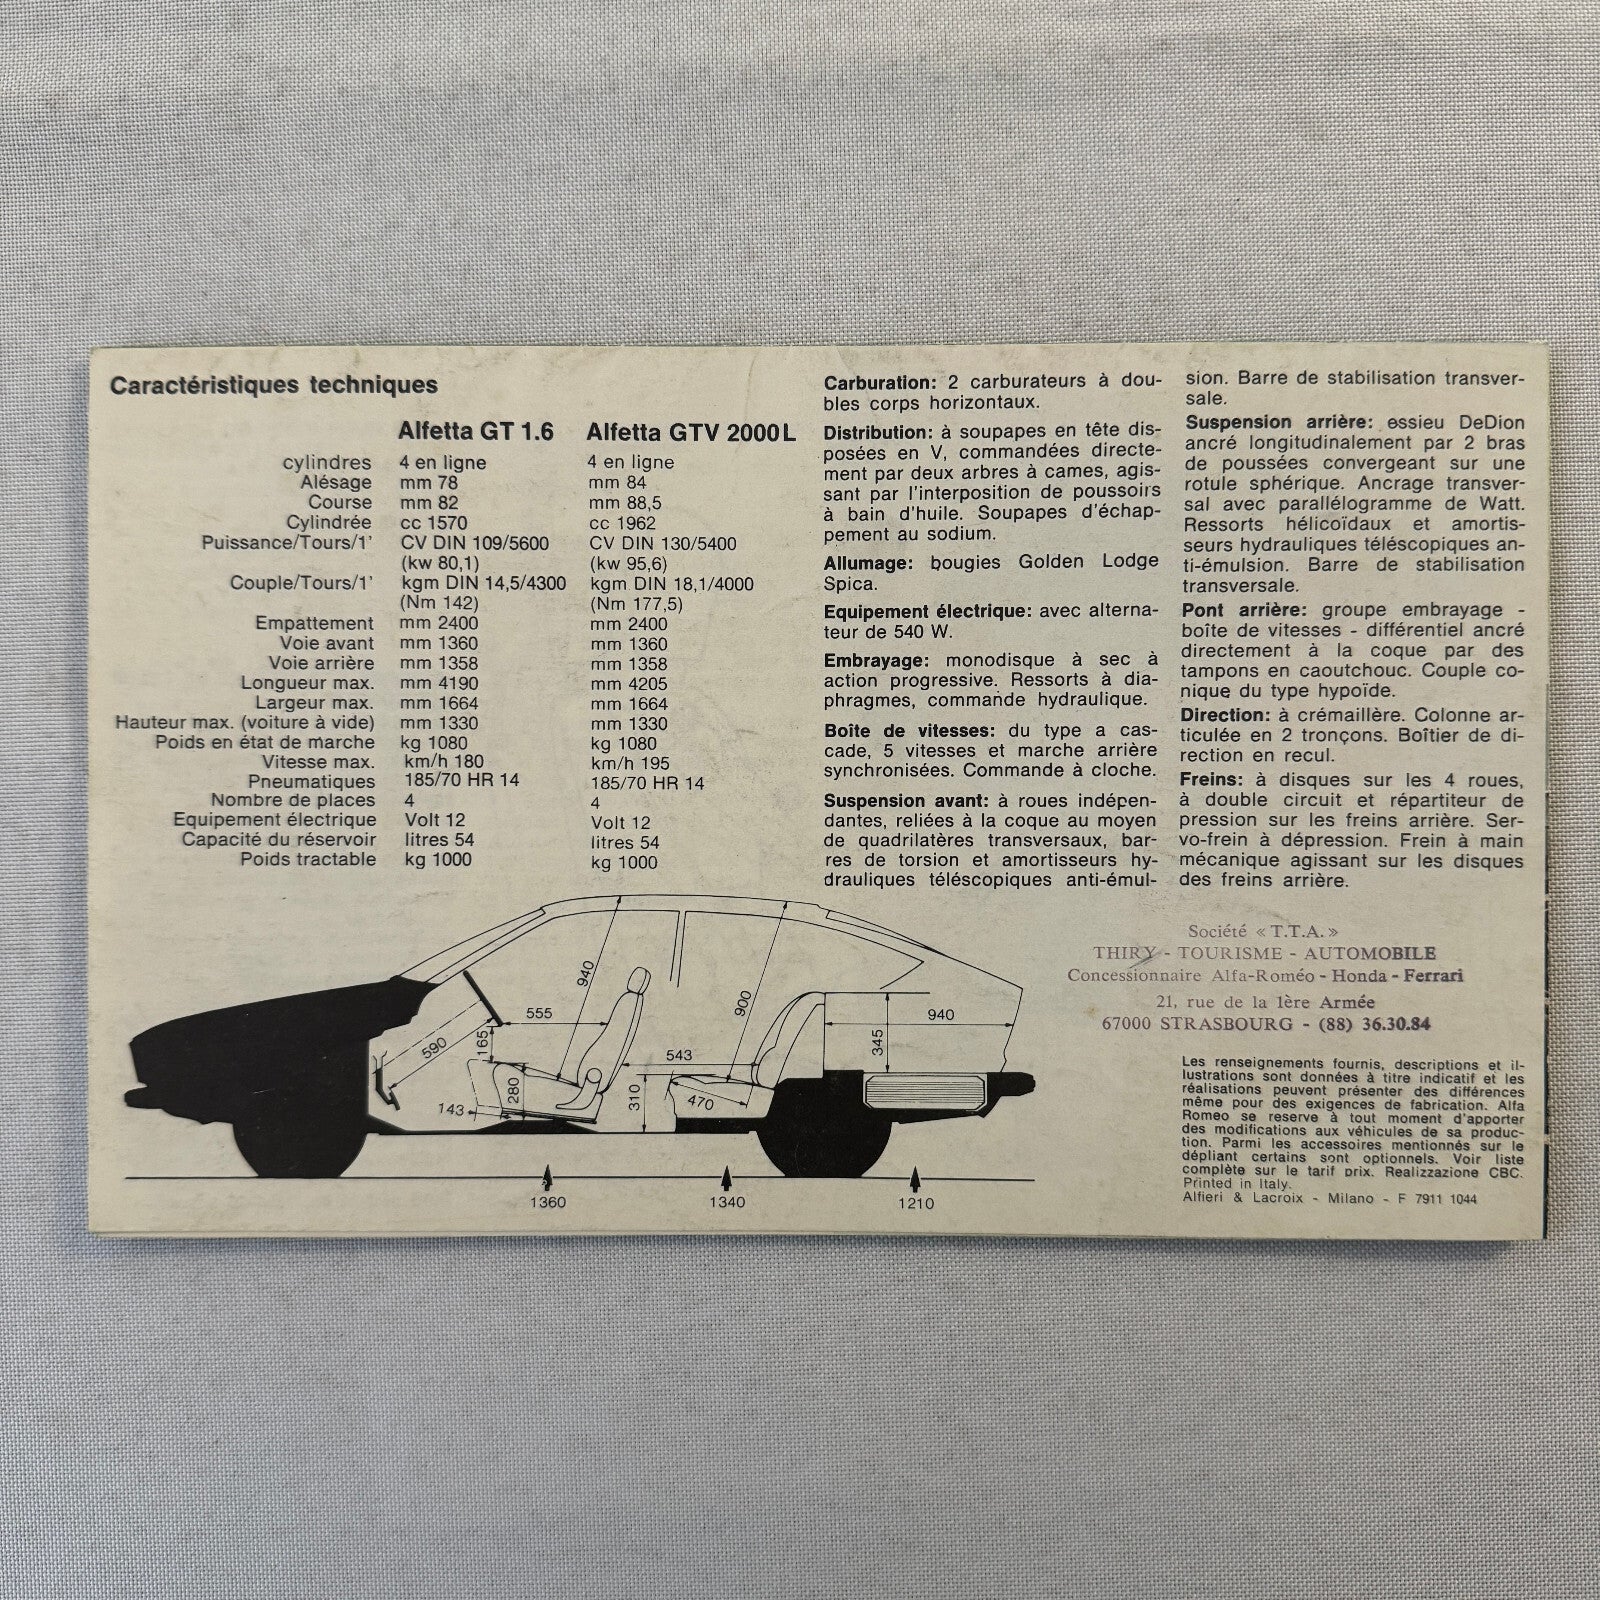 Caractéristiques techniques
Alfetta GT 1.6 Alfetta GTV 2000 L
cylindres 4 en ligne 4 en ligne
Alésage mm 78 mm 84
Course mm 82 mm 88,5
Cylindrée cc 1570 cc 1962
Puissance/Tours/1' CV DIN 109/5600 CV DIN 130/5400
(kw 80,1) (kw 95,6)
Couple/Tours/1' kgm DIN 14,5/4300 kgm DIN 18,1/4000
(Nm 142) (Nm 177,5)
Empattement mm 2400 mm 2400
Voie avant mm 1360 mm 1360
Voie arrière mm 1358 mm 1358
Longueur max. mm 4190 mm 4205
Largeur max. mm 1664 mm 1664
Hauteur max. (voiture à vide) mm 1330 mm 1330
Poids en état de marche kg 1080 kg 1080
Vitesse max. km/h 180 km/h 195
Pneumatiques 185/70 HR 14 185/70 HR 14
Nombre de places 4 4
Equipement électrique Volt 12 Volt 12
Capacité du réservoir litres 54 litres 54
Poids tractable kg 1000 kg 1000
Carburation: 2 carburateurs à dou-
bles corps horizontaux.
Distribution: à soupapes en tête dis-
posées en V, commandées directe-
ment par deux arbres à cames, agis-
sant par l'interposition de poussoirs
à bain d'huile. Soupapes d'échap-
pement au sodium.
Allumage: bougies Golden Lodge
Spica.
Equipement électrique: avec alterna-
teur de 540 W.
Embrayage: monodisque à sec à
action progressive. Ressorts à dia-
phragmes, commande hydraulique.
Boîte de vitesses: du type a cas-
cade, 5 vitesses et marche arrière
synchronisées. Commande à cloche.
Suspension avant: à roues indépen-
dantes, reliées à la coque au moyen
de quadrilatères transversaux, bar-
res de torsion et amortisseurs hy-
drauliques téléscopiques anti-émul-
sion. Barre de stabilisation transver-
sale.
Suspension arrière: essieu DeDion
ancré longitudinalement par 2 bras
de poussées convergeant sur une
rotule sphérique. Ancrage transver-
sal avec parallélogramme de Watt.
Ressorts hélicoïdaux et amortis-
seurs hydrauliques téléscopiques an-
ti-émulsion. Barre de stabilisation
transversale.
Pont arrière: groupe embrayage -
boîte de vitesses - différentiel ancré
directement à la coque par des
tampons en caoutchouc. Couple co-
nique du type hypoïde.
Direction: à crémaillère. Colonne ar-
ticulée en 2 tronçons. Boîtier de di-
rection en recul.
Freins: à disques sur les 4 roues,
à double circuit et répartiteur de
pression sur les freins arrière. Ser-
vo-frein à dépression. Frein à main
mécanique agissant sur les disques
des freins arrière.
940
900
555
590
165
543
345
940
280
143
310
470
1360
1340
1210
Société « T.T.A. »
THIRY - TOURISME - AUTOMOBILE
Concessionnaire Alfa-Roméo - Honda - Ferrari
21, rue de la 1ère Armée
67000 STRASBOURG - (88) 36.30.84
Les renseignements fournis, descriptions et il-
lustrations sont données à titre indicatif et les
réalisations peuvent présenter des différences
même pour des exigences de fabrication. Alfa
Romeo se reserve à tout moment d'apporter
des modifications aux véhicules de sa produc-
tion. Parmi les accessoires mentionnés sur le
dépliant certains sont optionnels. Voir liste
complète sur le tarif prix. Realizzazione CBC.
Printed in Italy.
Alfieri & Lacroix - Milano - F 7911 1044